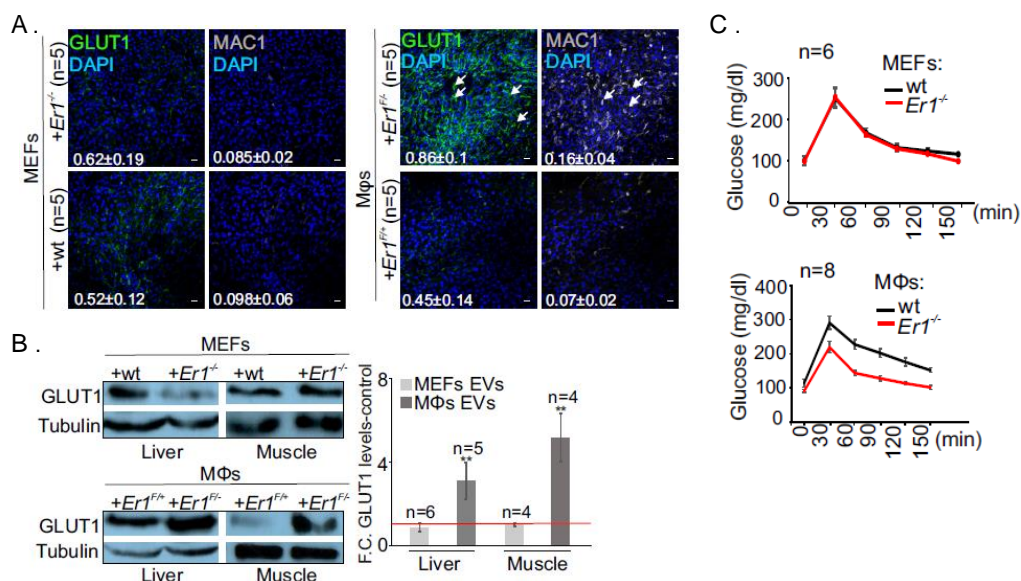 A .
MEFs
+Er1-/- (n=5)
GLUT1
DAPI
0.62±0.19
MAC1
DAPI
0.085±0.02
+wt (n=5)
0.52±0.12
0.098±0.06
MΦs
+Er1F/- (n=5)
GLUT1
DAPI
0.86±0.1
MAC1
DAPI
0.16±0.04
+Er1F/+ (n=5)
0.45±0.14
0.07±0.02
B .
MEFs
+wt +Er1-/- +wt +Er1-/-
GLUT1
Tubulin
Liver Muscle
MΦs
+Er1F/+ +Er1F/- +Er1F/+ +Er1F/-
GLUT1
Tubulin
Liver Muscle
F.C. GLUT1 levels-control
8
4
0
MEFs EVs
MΦs EVs
n=6
n=5
**
n=4
n=4
**
Liver Muscle
C .
n=6
MEFs:
wt
Er1-/-
Glucose (mg/dl)
300
200
100
0
0 30 60 90 120 150 (min)
n=8
MΦs:
wt
Er1-/-
Glucose (mg/dl)
400
300
200
100
0
0 30 60 90 120 150 (min)